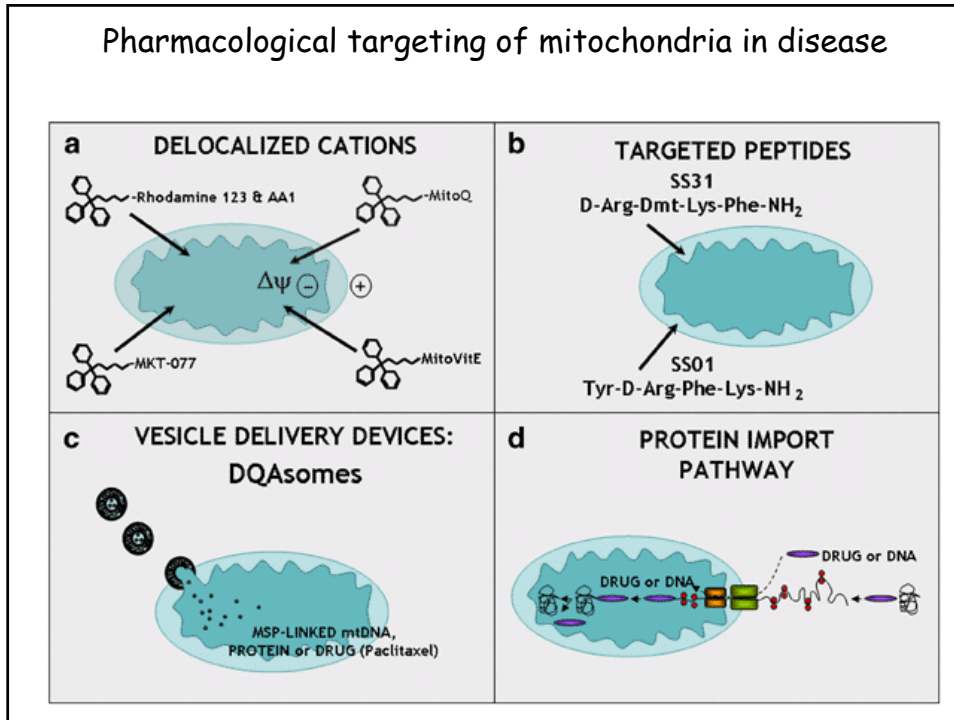 Pharmacological targeting of mitochondria in disease
a
DELOCALIZED CATIONS
-Rhodamine 123 & AA1
-MitoQ
Δψ - +
-MKT-077
-MitoVitE
b
TARGETED PEPTIDES
SS31
D-Arg-Dmt-Lys-Phe-NH2
SS01
Tyr-D-Arg-Phe-Lys-NH 2
c
VESICLE DELIVERY DEVICES:
DQAsomes
MSP-LINKED mtDNA,
PROTEIN or DRUG (Paclitaxel)
d
PROTEIN IMPORT
PATHWAY
DRUG or DNA
DRUG or DNA